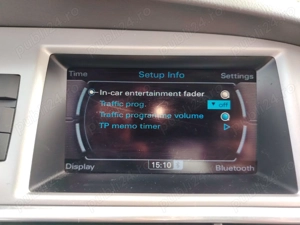 Time Setup Info Settings
In-car entertainment fader
Traffic prog. off
Traffic programme volume
TP memo timer
Display 15:10 Bluetooth